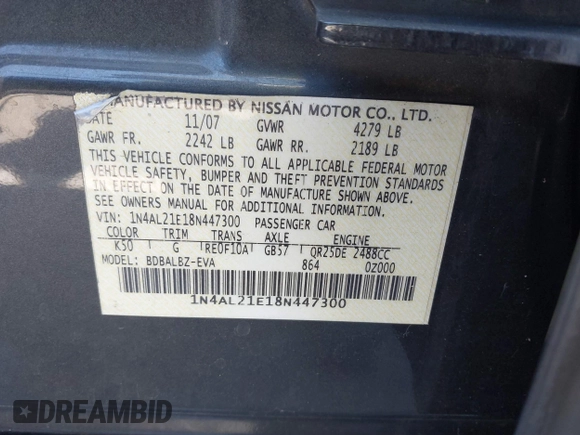 MANUFACTURED BY NISSAN MOTOR CO., LTD.
DATE 11/07 GVWR 4279 LB
GAWR FR. 2242 LB GAWR RR. 2189 LB
THIS VEHICLE CONFORMS TO ALL APPLICABLE FEDERAL MOTOR
VEHICLE SAFETY, BUMPER AND THEFT PREVENTION STANDARDS
IN EFFECT ON THE DATE OF MANUFACTURE SHOWN ABOVE.
SEE OWNERS MANUAL FOR ADDITIONAL INFORMATION.
VIN: 1N4AL21E18N447300 PASSENGER CAR
COLOR TRIM TRANS AXLE ENGINE
K50 G RE0F10A GB37 QR25DE 2488CC
MODEL: BDBALBZ-EVA 864 0Z000
1N4AL21E18N447300
DREAMBID